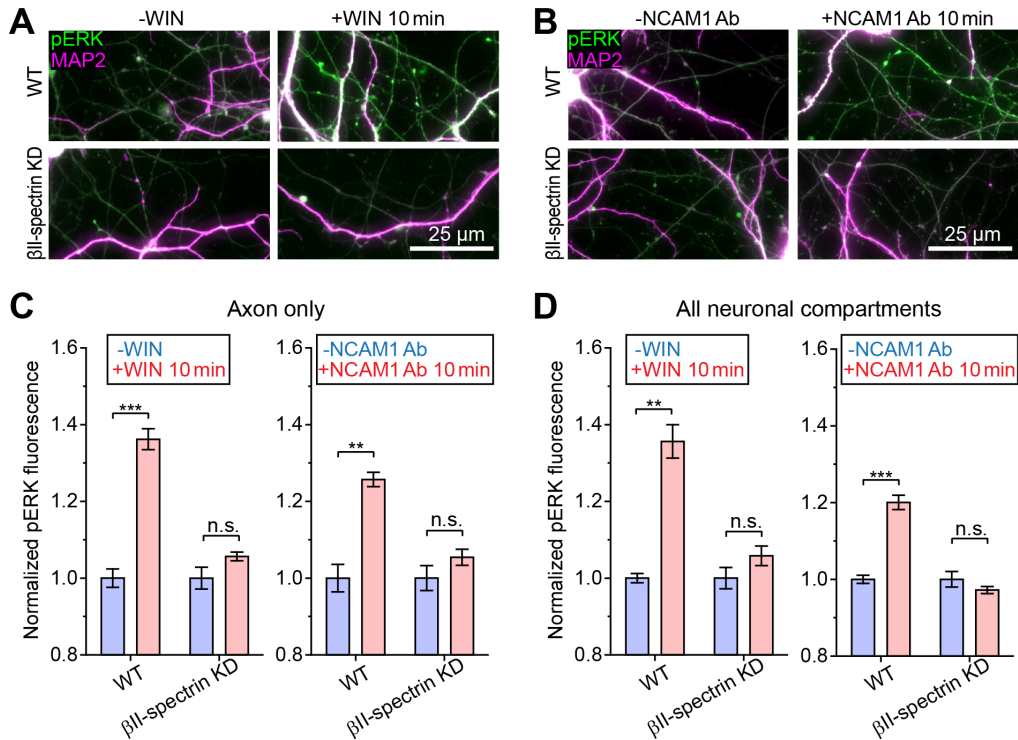 A
-WIN
+WIN 10 min
pERK
MAP2
WT
βII-spectrin KD
25 µm
B
-NCAM1 Ab
+NCAM1 Ab 10 min
pERK
MAP2
WT
βII-spectrin KD
25 µm
C
Axon only
Normalized pERK fluorescence
1.6
1.4
1.2
1.0
0.8
-WIN
+WIN 10 min
***
n.s.
WT
βII-spectrin KD
1.6
1.4
1.2
1.0
0.8
-NCAM1 Ab
+NCAM1 Ab 10 min
**
n.s.
WT
βII-spectrin KD
D
All neuronal compartments
Normalized pERK fluorescence
1.6
1.4
1.2
1.0
0.8
-WIN
+WIN 10 min
**
n.s.
WT
βII-spectrin KD
1.6
1.4
1.2
1.0
0.8
-NCAM1 Ab
+NCAM1 Ab 10 min
***
n.s.
WT
βII-spectrin KD